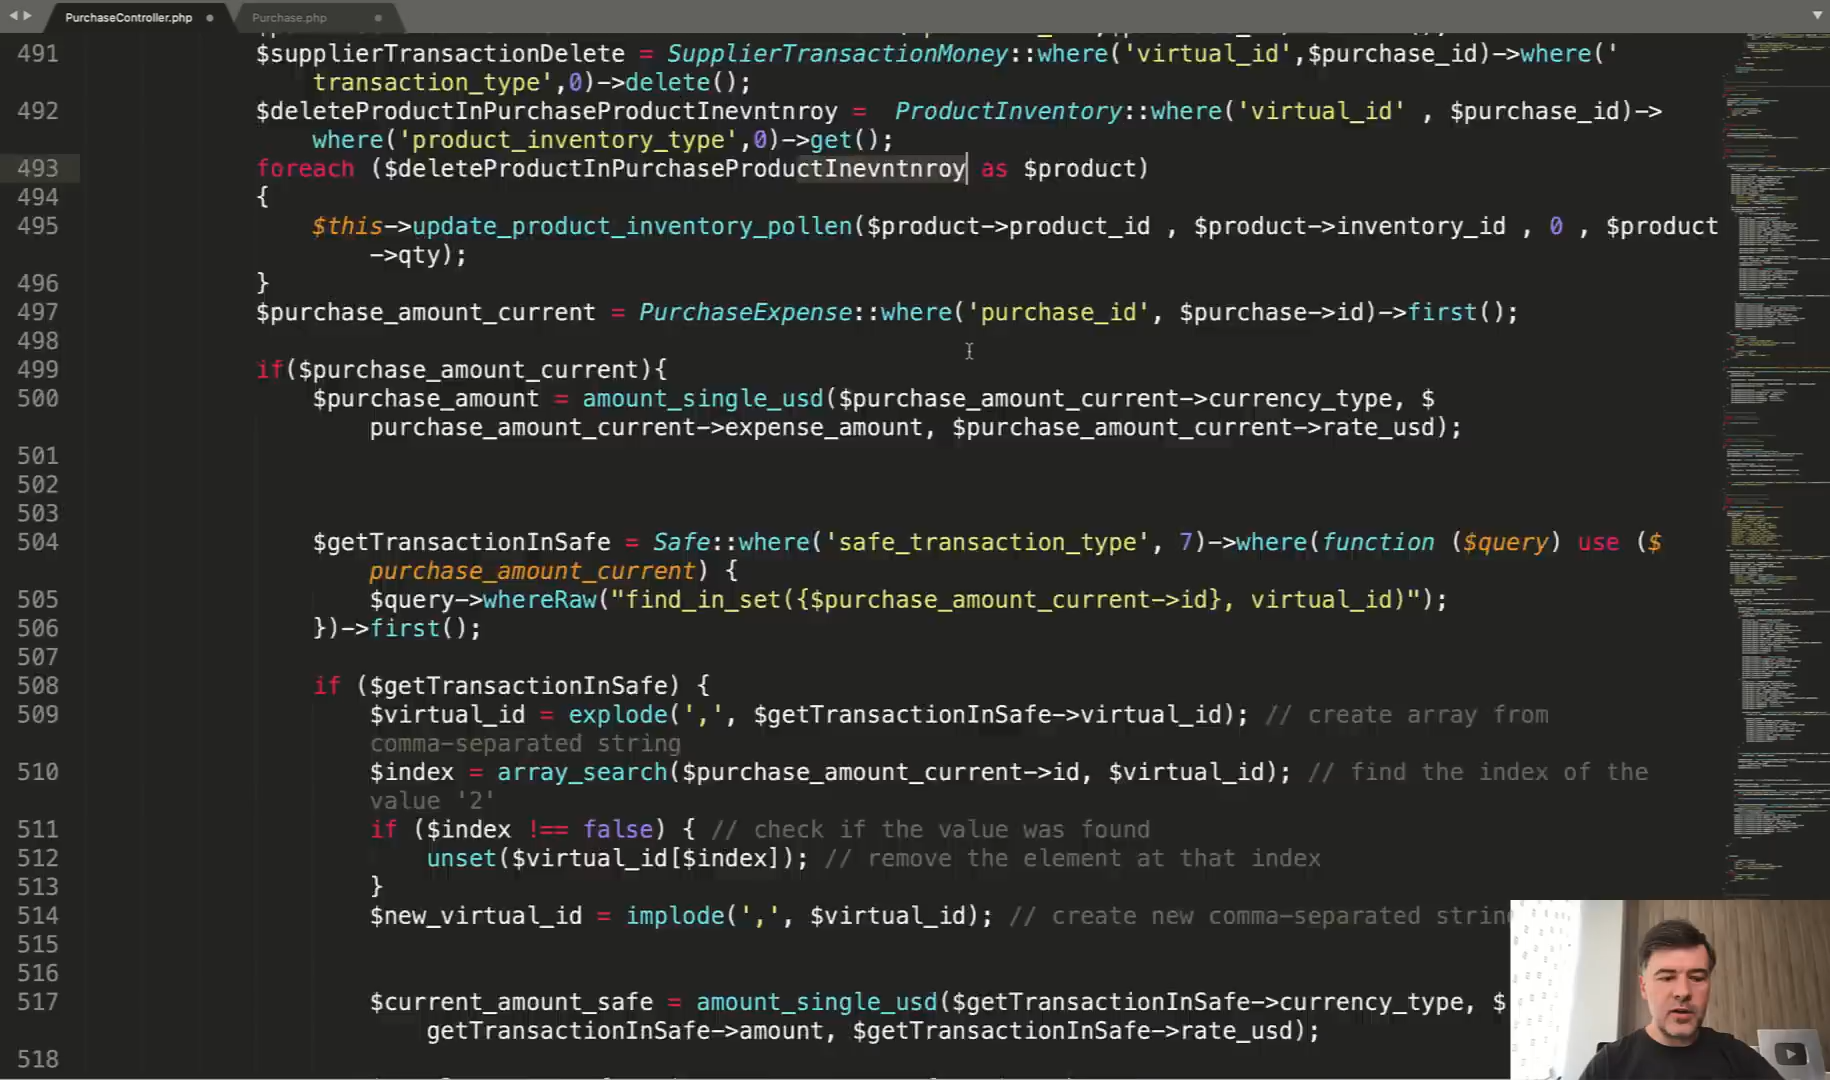 PurchaseController.php
Purchase.php
491 $supplierTransactionDelete = SupplierTransactionMoney::where('virtual_id',$purchase_id)->where('
transaction_type',0)->delete();
492 $deleteProductInPurchaseProductInevntnroy =  ProductInventory::where('virtual_id' , $purchase_id)->
where('product_inventory_type',0)->get();
493 foreach ($deleteProductInPurchaseProductInevntnroy as $product)
494 {
495 $this->update_product_inventory_pollen($product->product_id , $product->inventory_id , 0 , $product
->qty);
496 }
497 $purchase_amount_current = PurchaseExpense::where('purchase_id', $purchase->id)->first();
498
499 if($purchase_amount_current){
500 $purchase_amount = amount_single_usd($purchase_amount_current->currency_type, $
purchase_amount_current->expense_amount, $purchase_amount_current->rate_usd);
501
502
503
504 $getTransactionInSafe = Safe::where('safe_transaction_type', 7)->where(function ($query) use ($
purchase_amount_current) {
505 $query->whereRaw("find_in_set({$purchase_amount_current->id}, virtual_id)");
506 })->first();
507
508 if ($getTransactionInSafe) {
509 $virtual_id = explode(',', $getTransactionInSafe->virtual_id); // create array from
comma-separated string
510 $index = array_search($purchase_amount_current->id, $virtual_id); // find the index of the
value '2'
511 if ($index !== false) { // check if the value was found
512 unset($virtual_id[$index]); // remove the element at that index
513 }
514 $new_virtual_id = implode(',', $virtual_id); // create new comma-separated string
515
516
517 $current_amount_safe = amount_single_usd($getTransactionInSafe->currency_type, $
getTransactionInSafe->amount, $getTransactionInSafe->rate_usd);
518